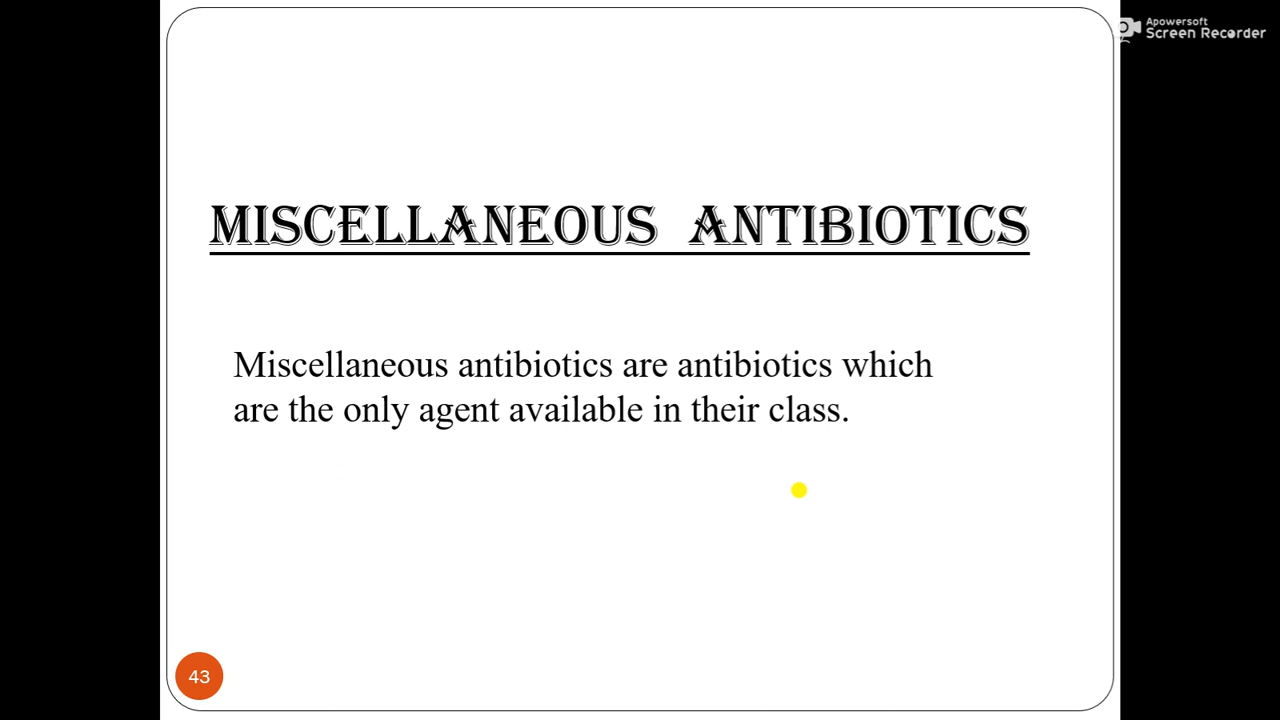 Apowersoft
Screen Recorder
MISCELLANEOUS ANTIBIOTICS
Miscellaneous antibiotics are antibiotics which
are the only agent available in their class.
43